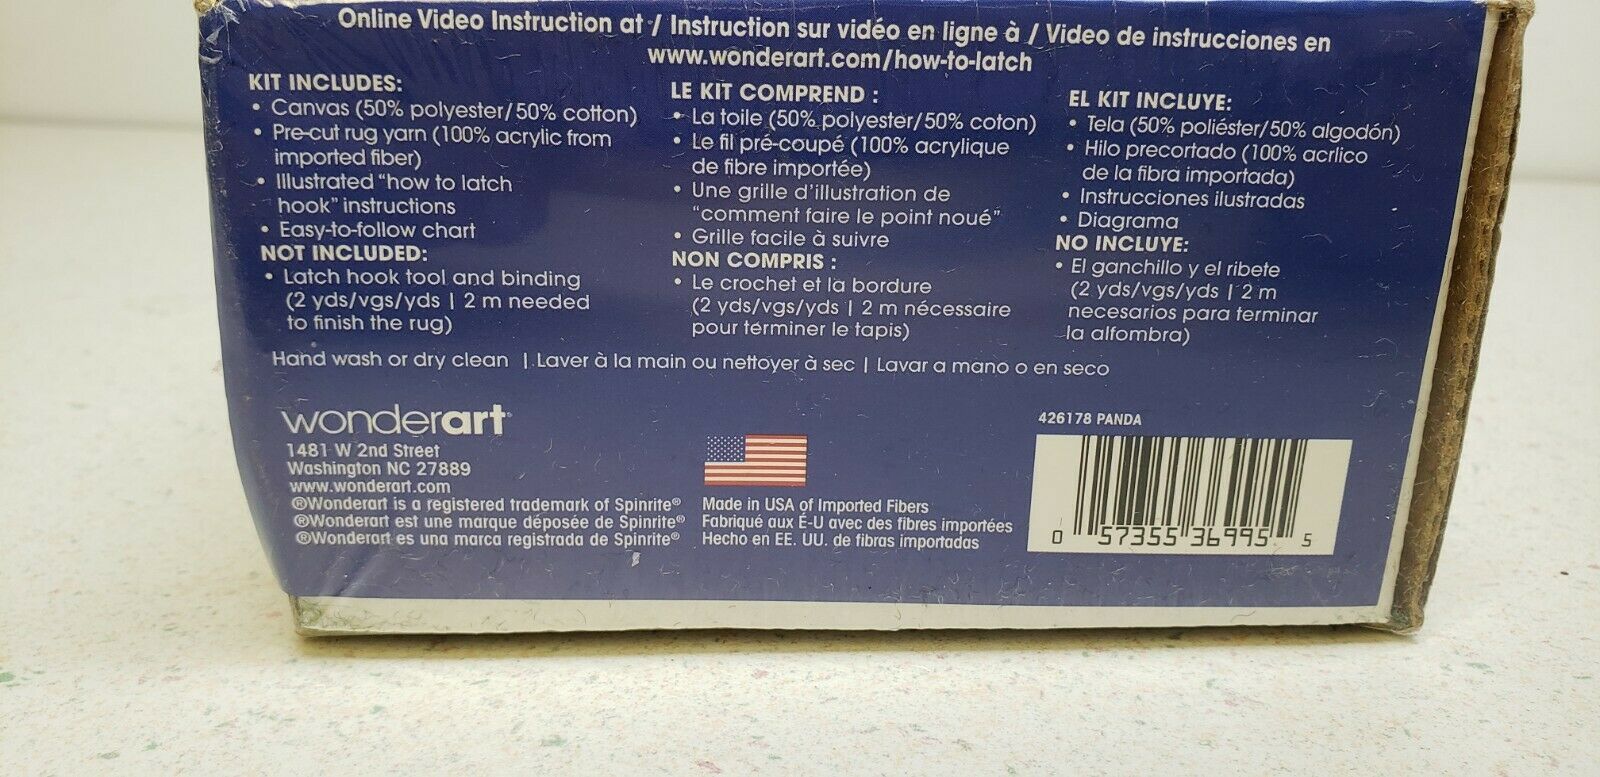 Online Video Instruction at / Instruction sur vidéo en ligne à / Video de instrucciones en
www.wonderart.com/how-to-latch
KIT INCLUDES:
• Canvas (50% polyester/50% cotton)
• Pre-cut rug yarn (100% acrylic from
imported fiber)
• Illustrated “how to latch
hook” instructions
• Easy-to-follow chart
NOT INCLUDED:
• Latch hook tool and binding
(2 yds/vgs/yds | 2 m needed
to finish the rug)
LE KIT COMPREND :
• La toile (50% polyester/50% coton)
• Le fil pré-coupé (100% acrylique
de fibre importée)
• Une grille d’illustration de
“comment faire le point noué”
• Grille facile à suivre
NON COMPRIS :
• Le crochet et la bordure
(2 yds/vgs/yds | 2 m nécessaire
pour términer le tapis)
EL KIT INCLUYE:
• Tela (50% poliéster/50% algodón)
• Hilo precortado (100% acrlico
de la fibra importada)
• Instrucciones ilustradas
• Diagrama
NO INCLUYE:
• El ganchillo y el ribete
(2 yds/vgs/yds | 2 m
necesarios para terminar
la alfombra)
Hand wash or dry clean | Laver à la main ou nettoyer à sec | Lavar a mano o en seco
wonderart®
1481 W 2nd Street
Washington NC 27889
www.wonderart.com
®Wonderart is a registered trademark of Spinrite®
®Wonderart est une marque déposée de Spinrite®
®Wonderart es una marca registrada de Spinrite®
Made in USA of Imported Fibers
Fabriqué aux É-U avec des fibres importées
Hecho en EE. UU. de fibras importadas
426178 PANDA
0 57355 36995 5